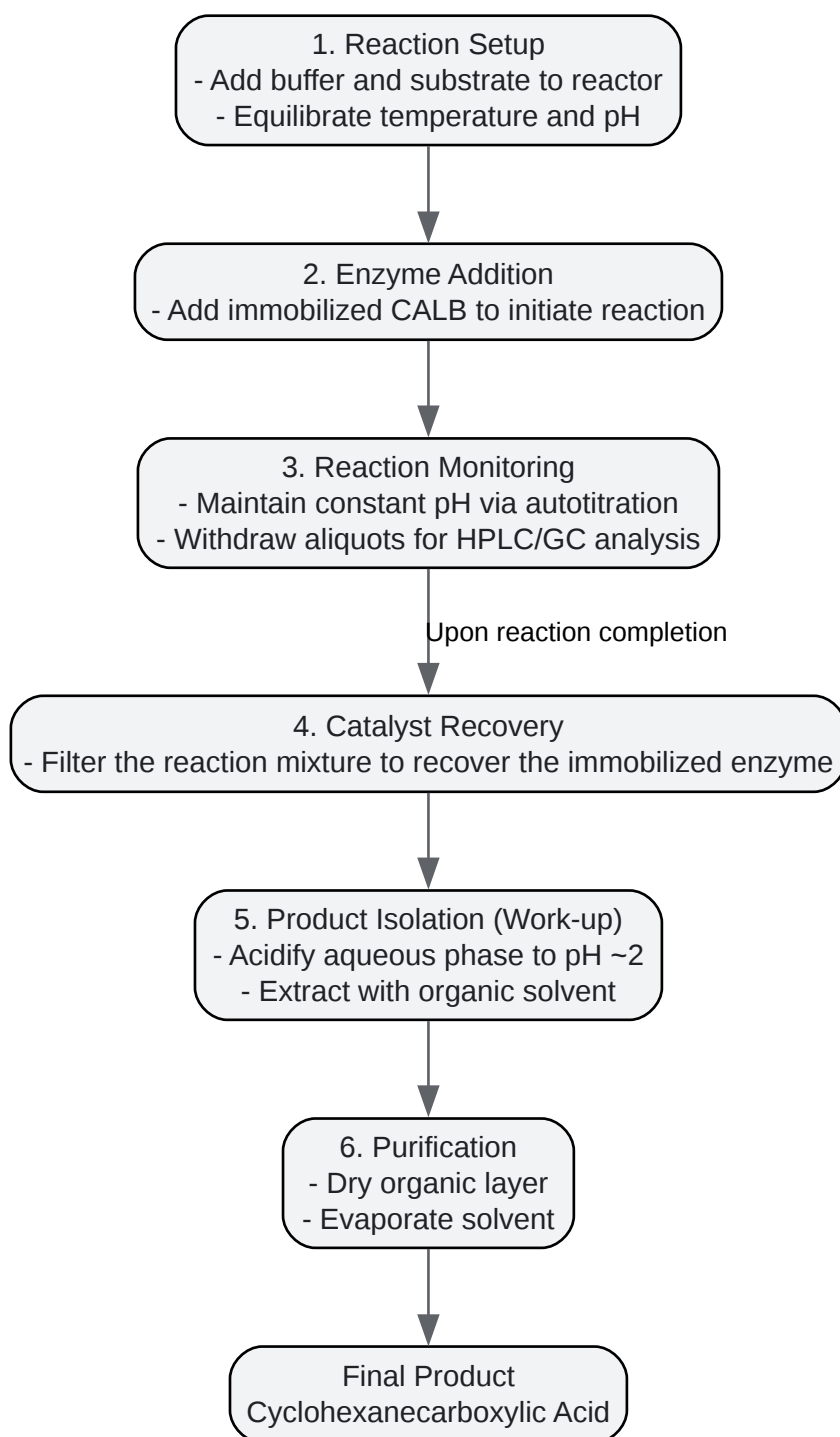 1. Reaction Setup
- Add buffer and substrate to reactor
- Equilibrate temperature and pH
2. Enzyme Addition
- Add immobilized CALB to initiate reaction
3. Reaction Monitoring
- Maintain constant pH via autotitration
- Withdraw aliquots for HPLC/GC analysis
Upon reaction completion
4. Catalyst Recovery
- Filter the reaction mixture to recover the immobilized enzyme
5. Product Isolation (Work-up)
- Acidify aqueous phase to pH ~2
- Extract with organic solvent
6. Purification
- Dry organic layer
- Evaporate solvent
Final Product
Cyclohexanecarboxylic Acid